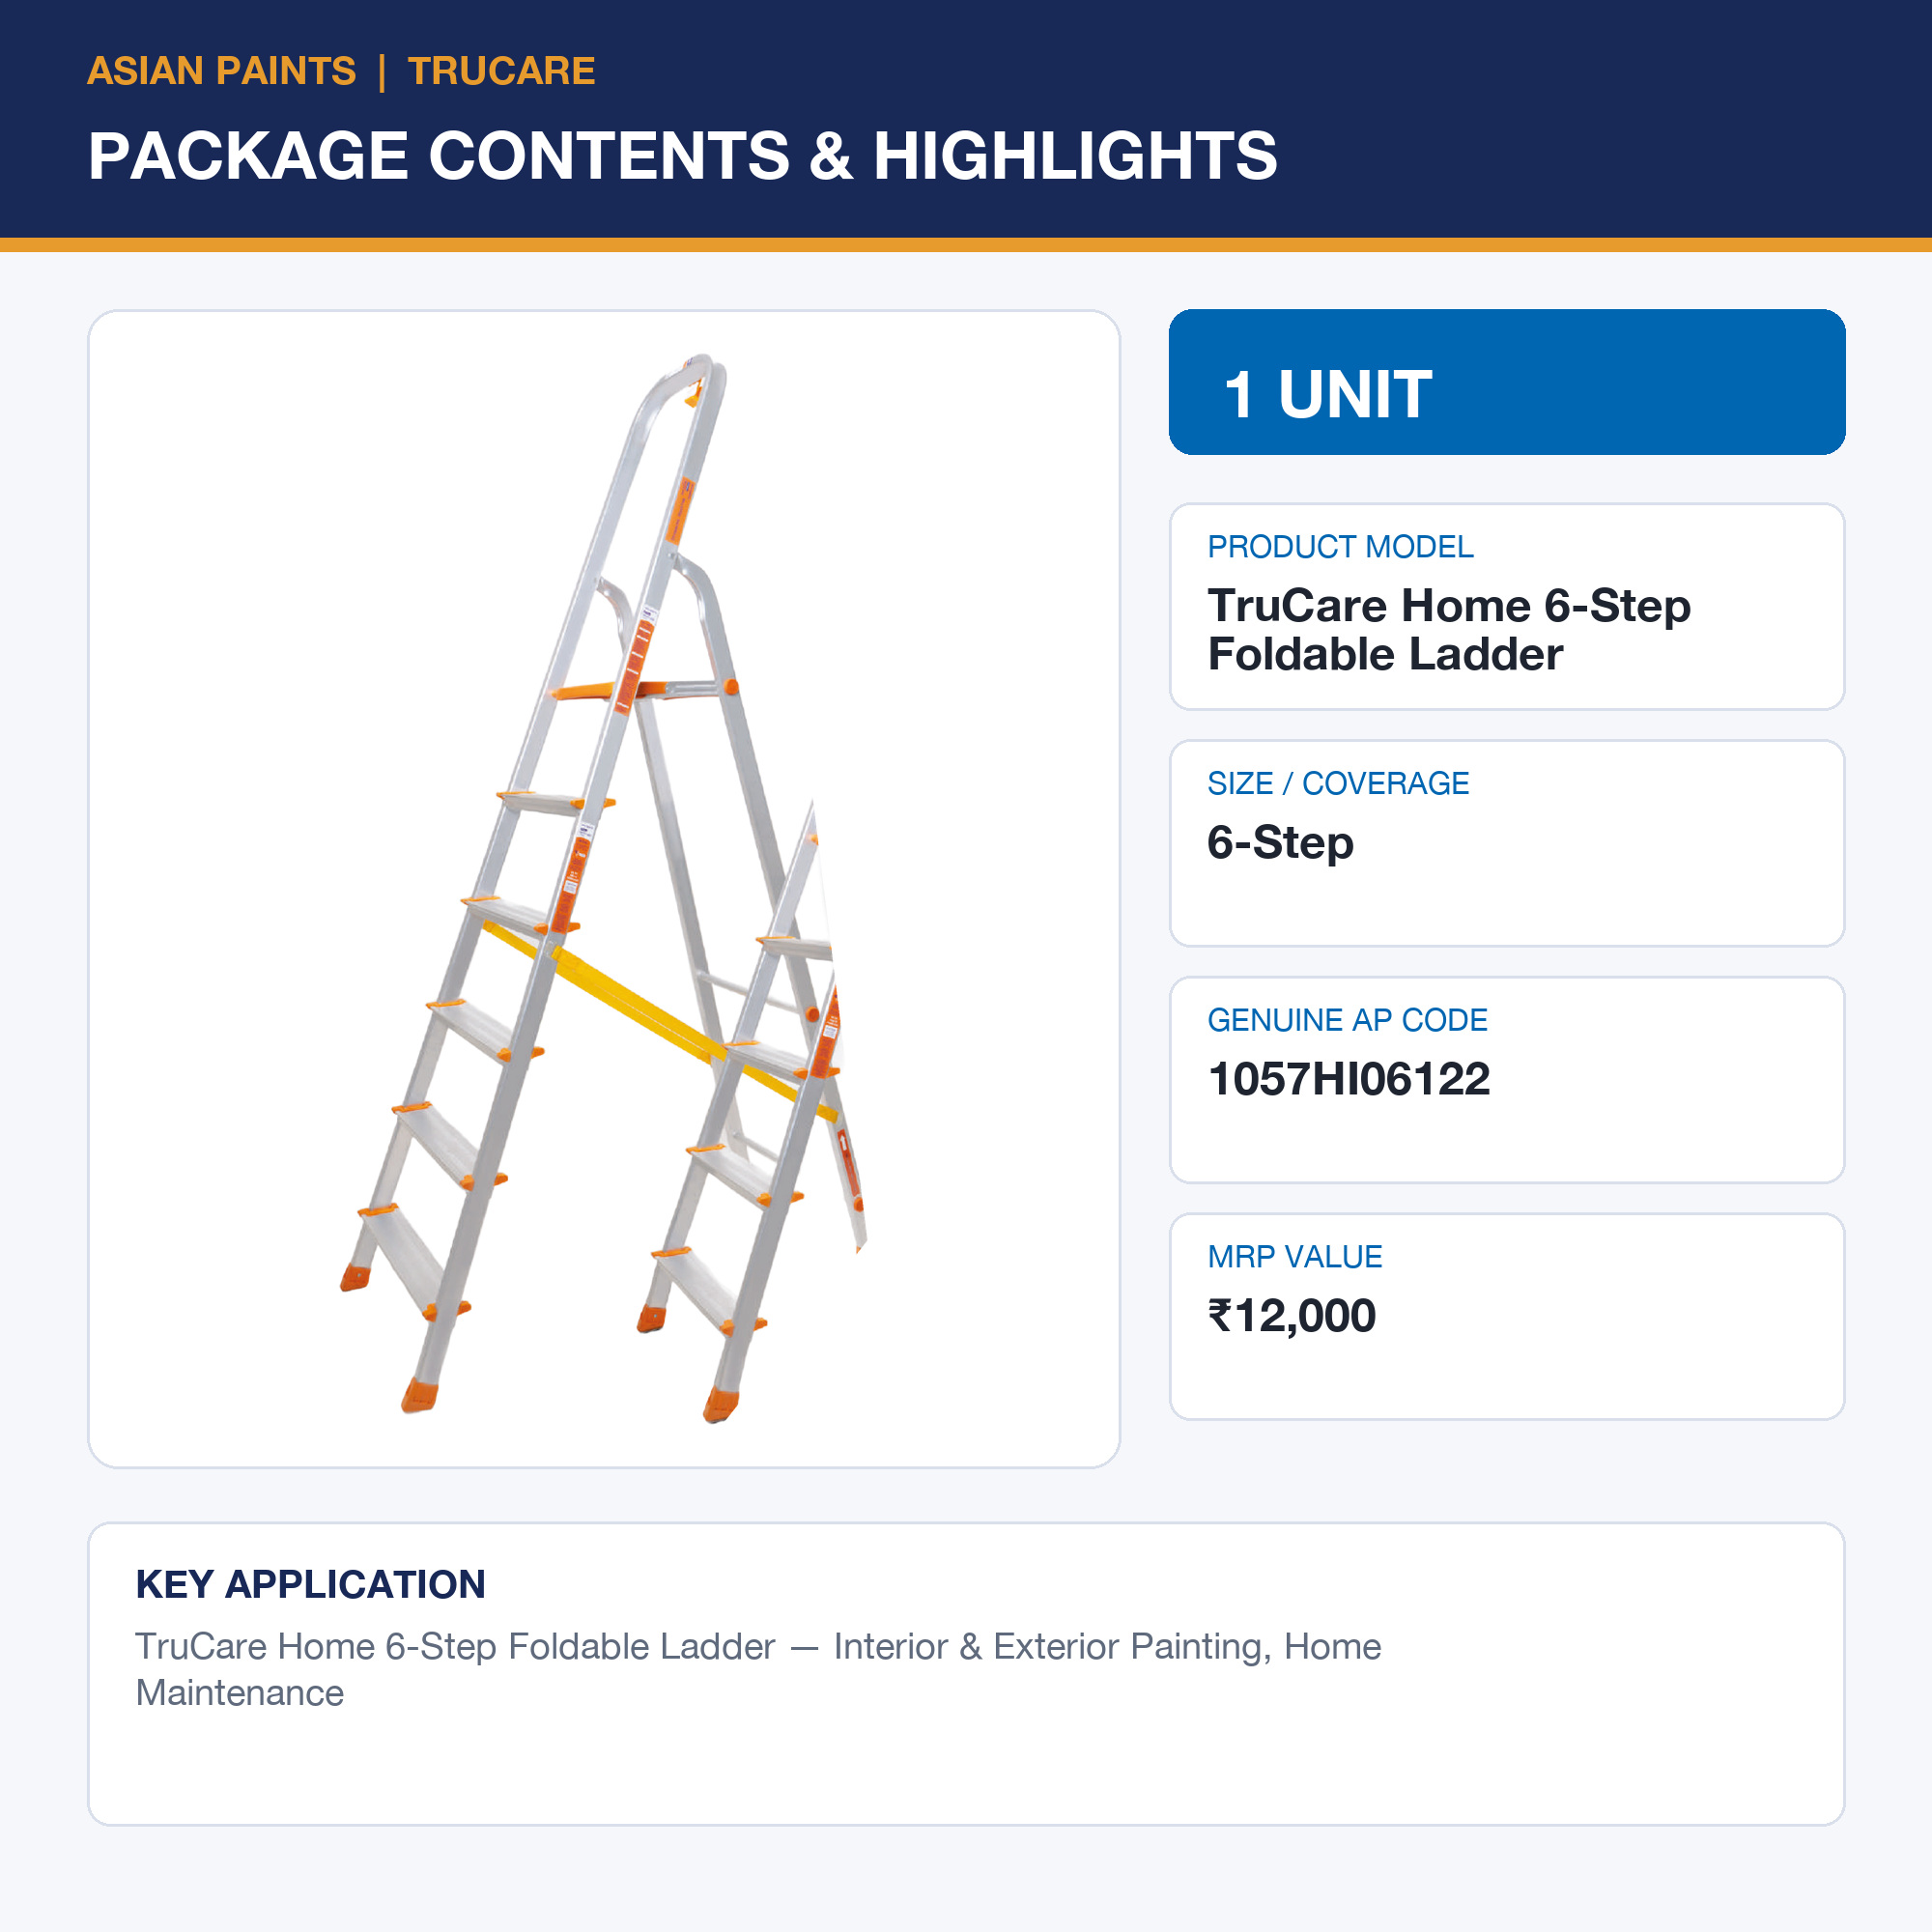 ASIAN PAINTS | TRUCARE
PACKAGE CONTENTS & HIGHLIGHTS
1 UNIT
PRODUCT MODEL
TruCare Home 6-Step
Foldable Ladder
SIZE / COVERAGE
6-Step
GENUINE AP CODE
1057HI06122
MRP VALUE
₹12,000
KEY APPLICATION
TruCare Home 6-Step Foldable Ladder — Interior & Exterior Painting, Home
Maintenance